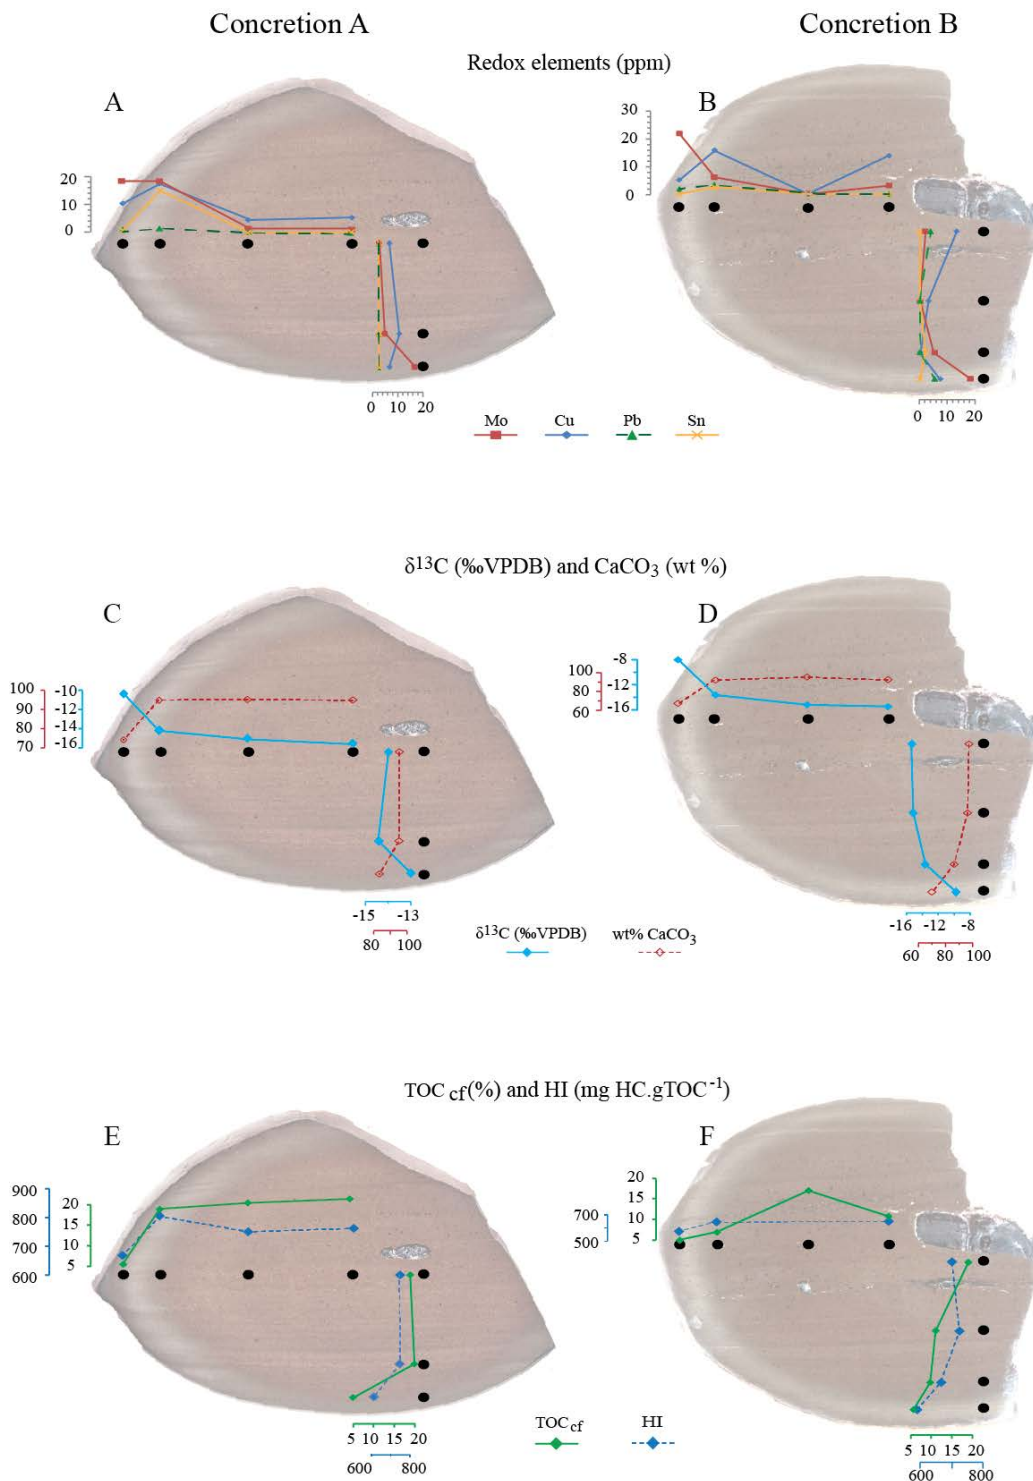 Concretion A
Concretion B
Redox elements (ppm)
A
B
30
20
10
0
20
10
0
0 10 20
0 10 20
Mo Cu Pb Sn
δ¹³C (‰VPDB) and CaCO₃ (wt %)
C
D
100
90
80
70
-10
-12
-14
-16
100
80
60
-8
-12
-16
-15 -13
80 100
-16 -12 -8
60 80 100
δ¹³C (‰VPDB) wt% CaCO₃
TOC cf(%) and HI (mg HC.gTOC⁻¹)
E
F
900
800
700
600
20
15
10
5
700
500
20
15
10
5
5 10 15 20
600 800
5 10 15 20
600 800
TOCcf HI